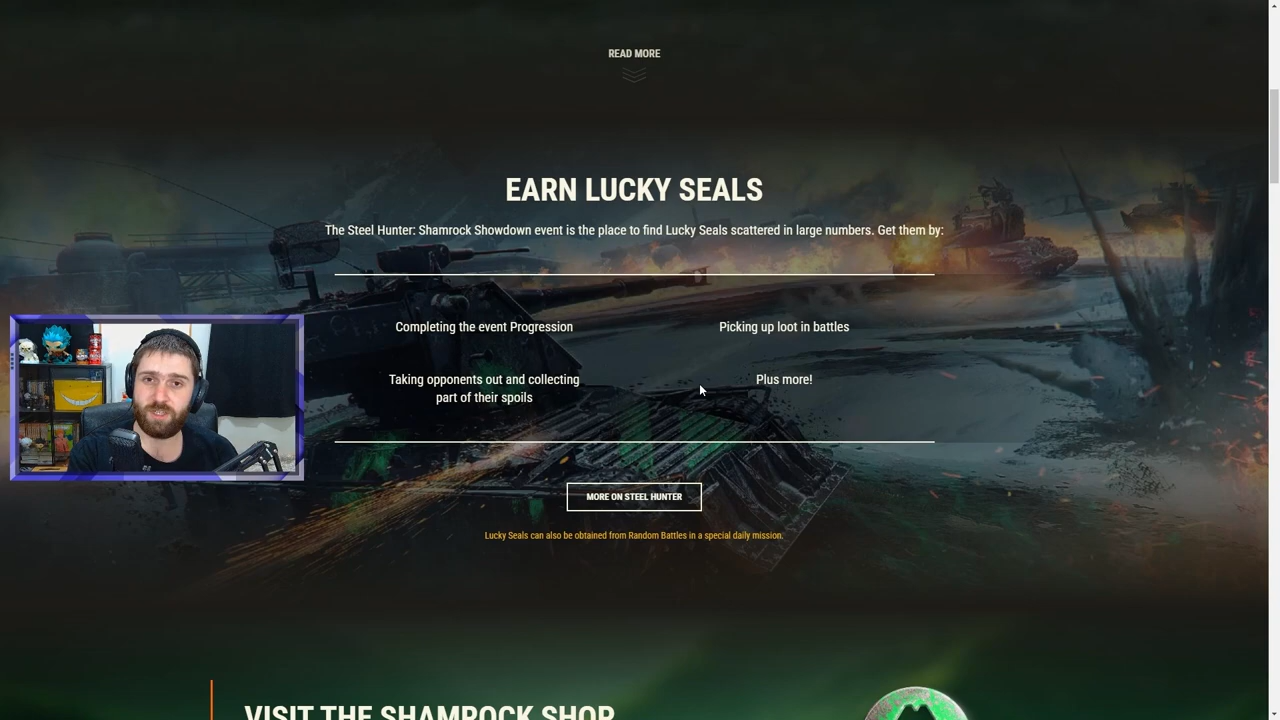 READ MORE
EARN LUCKY SEALS
The Steel Hunter: Shamrock Showdown event is the place to find Lucky Seals scattered in large numbers. Get them by:
Completing the event Progression
Picking up loot in battles
Taking opponents out and collecting
part of their spoils
Plus more!
MORE ON STEEL HUNTER
Lucky Seals can also be obtained from Random Battles in a special daily mission.
VISIT THE SHAMROCK SHOP